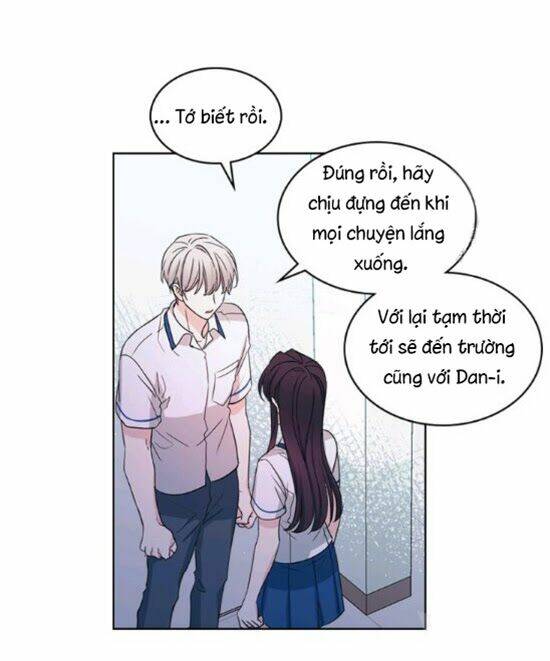 ... Tớ biết rồi.
Đúng rồi, hãy
chịu đựng đến khi
mọi chuyện lắng
xuống.
Với lại tạm thời
tới sẽ đến trường
cũng với Dan-i.